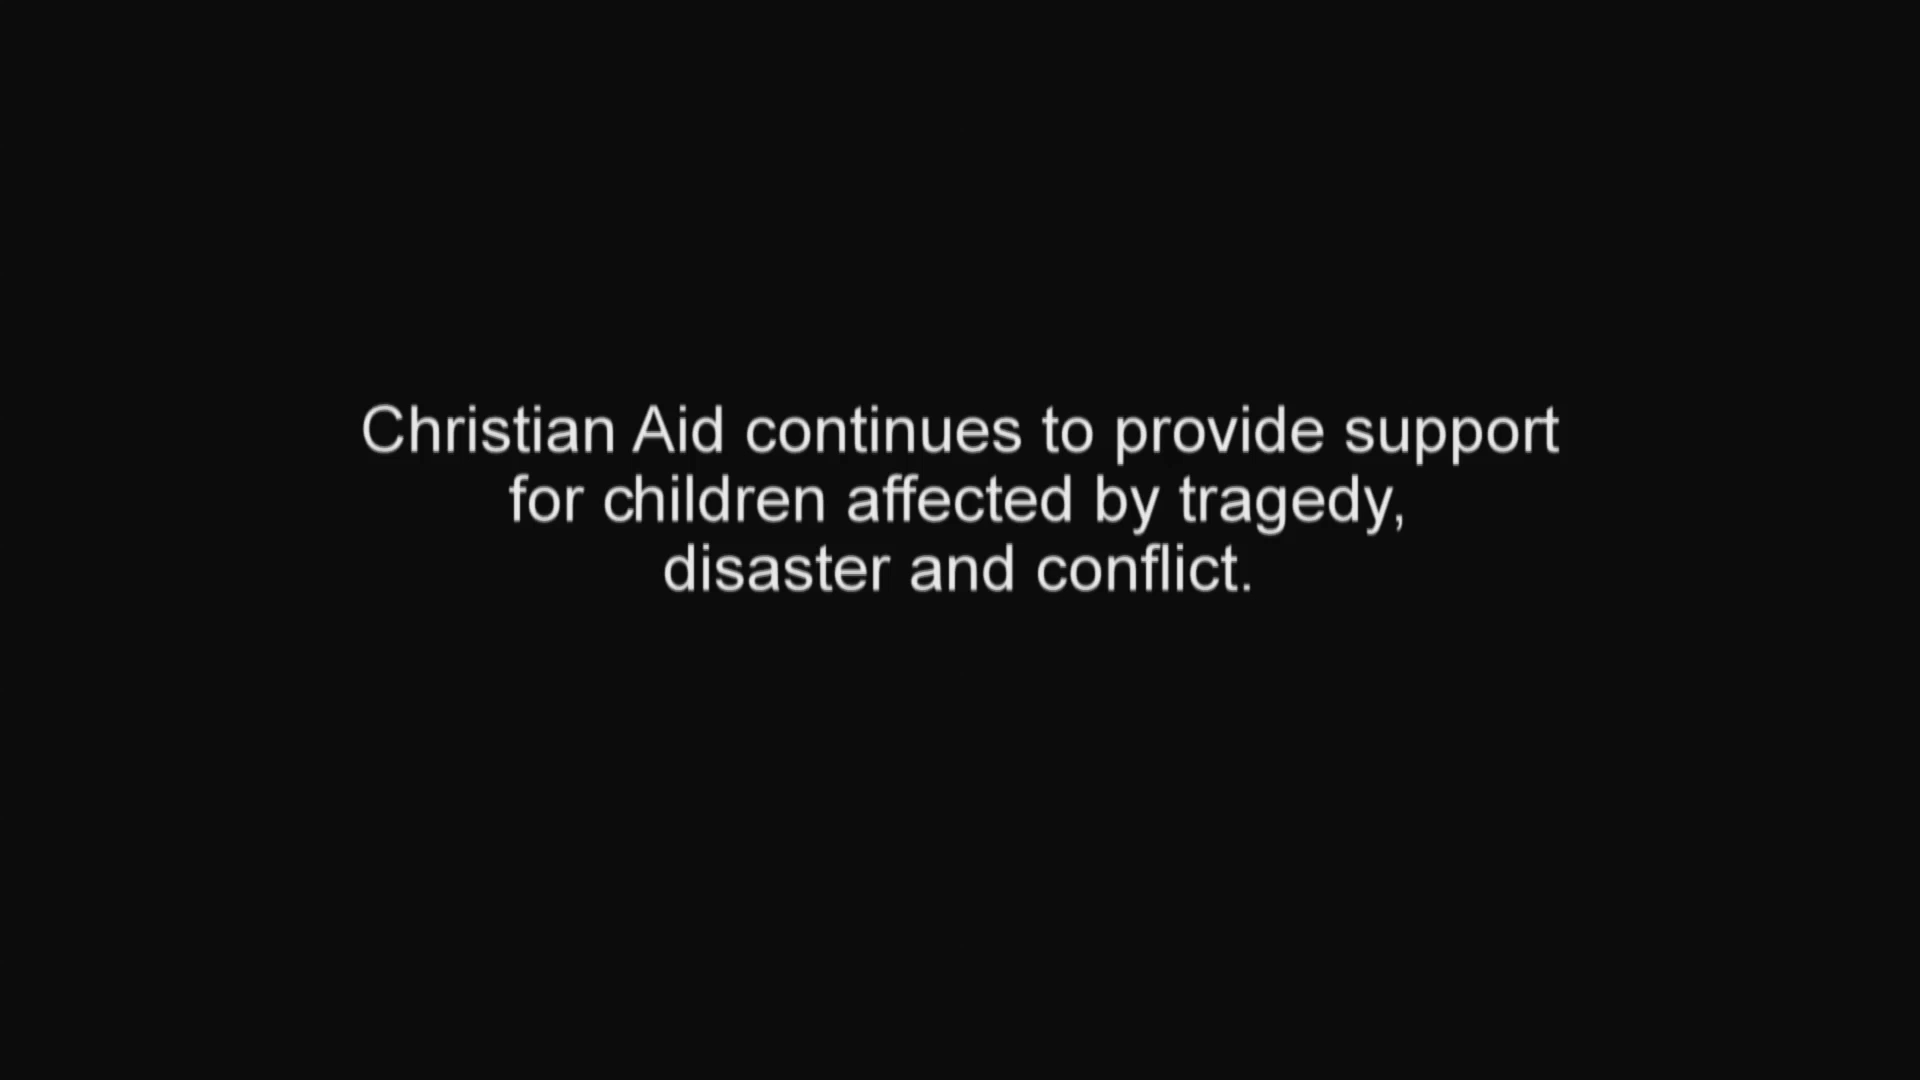 Christian Aid continues to provide support
for children affected by tragedy,
disaster and conflict.